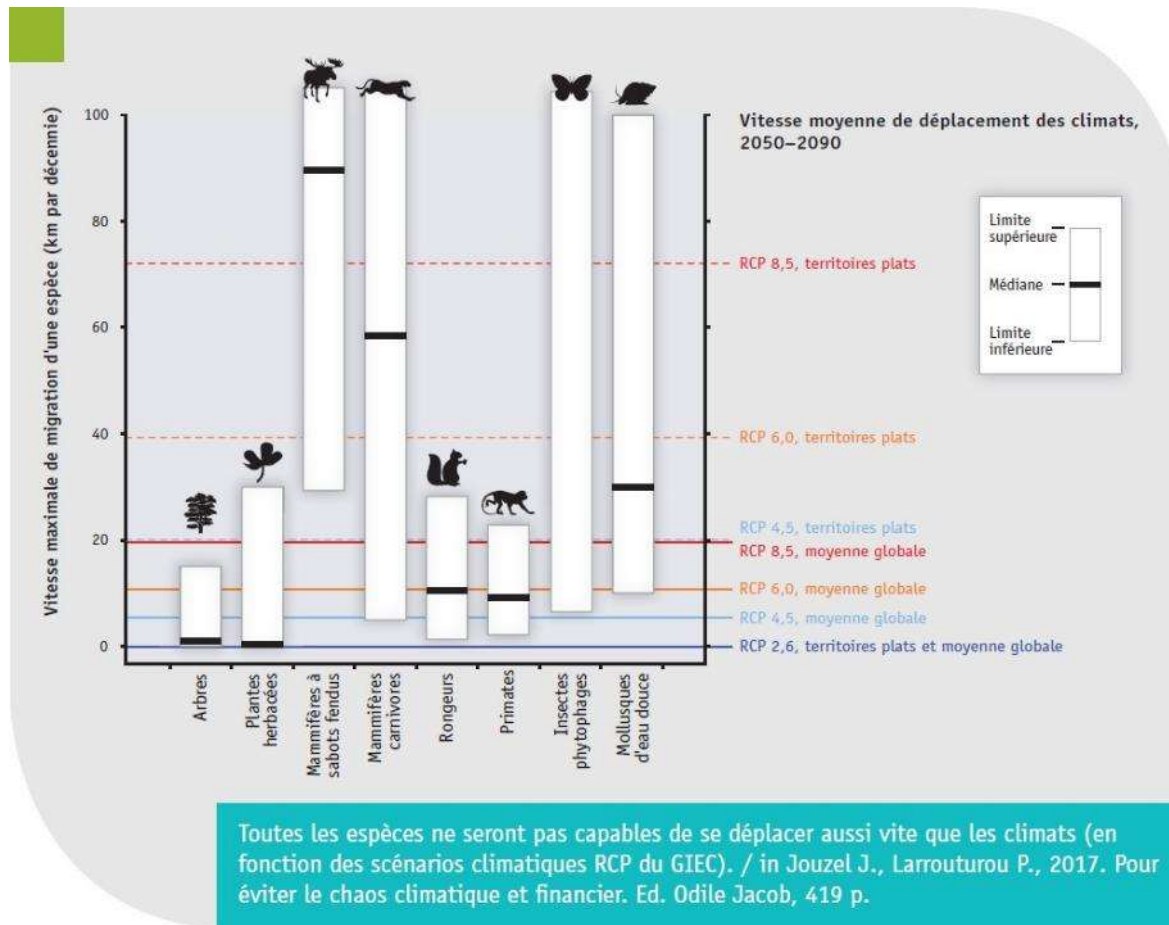 Vitesse maximale de migration d'une espèce (km par décennie)
100
80
60
40
20
0
Arbres
Plantes
herbacées
Mammifères à
sabots fendus
Mammifères
carnivores
Rongeurs
Primates
Insectes
phytophages
Mollusques
d'eau douce
Vitesse moyenne de déplacement des climats,
2050–2090
RCP 8,5, territoires plats
RCP 6,0, territoires plats
RCP 4,5, territoires plats
RCP 8,5, moyenne globale
RCP 6,0, moyenne globale
RCP 4,5, moyenne globale
RCP 2,6, territoires plats et moyenne globale
Limite
supérieure
Médiane
Limite
inférieure
Toutes les espèces ne seront pas capables de se déplacer aussi vite que les climats (en
fonction des scénarios climatiques RCP du GIEC). / in Jouzel J., Larrouturou P., 2017. Pour
éviter le chaos climatique et financier. Ed. Odile Jacob, 419 p.